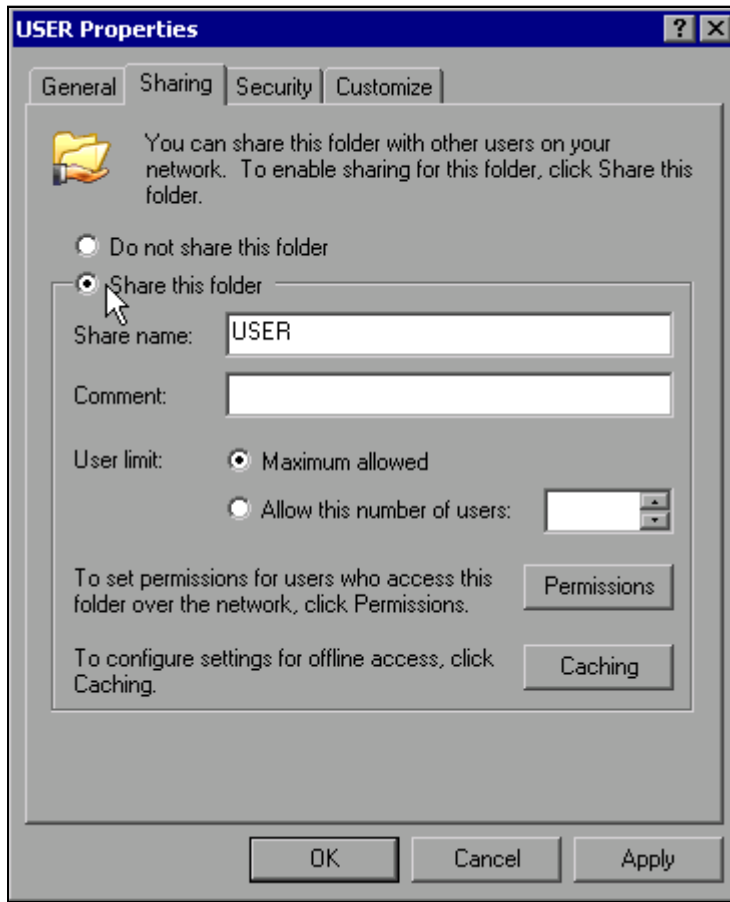 USER Properties
General Sharing Security Customize
You can share this folder with other users on your
network. To enable sharing for this folder, click Share this
folder.
Do not share this folder
Share this folder
Share name: USER
Comment:
User limit: Maximum allowed
Allow this number of users:
To set permissions for users who access this
folder over the network, click Permissions.
Permissions
To configure settings for offline access, click
Caching.
Caching
OK Cancel Apply